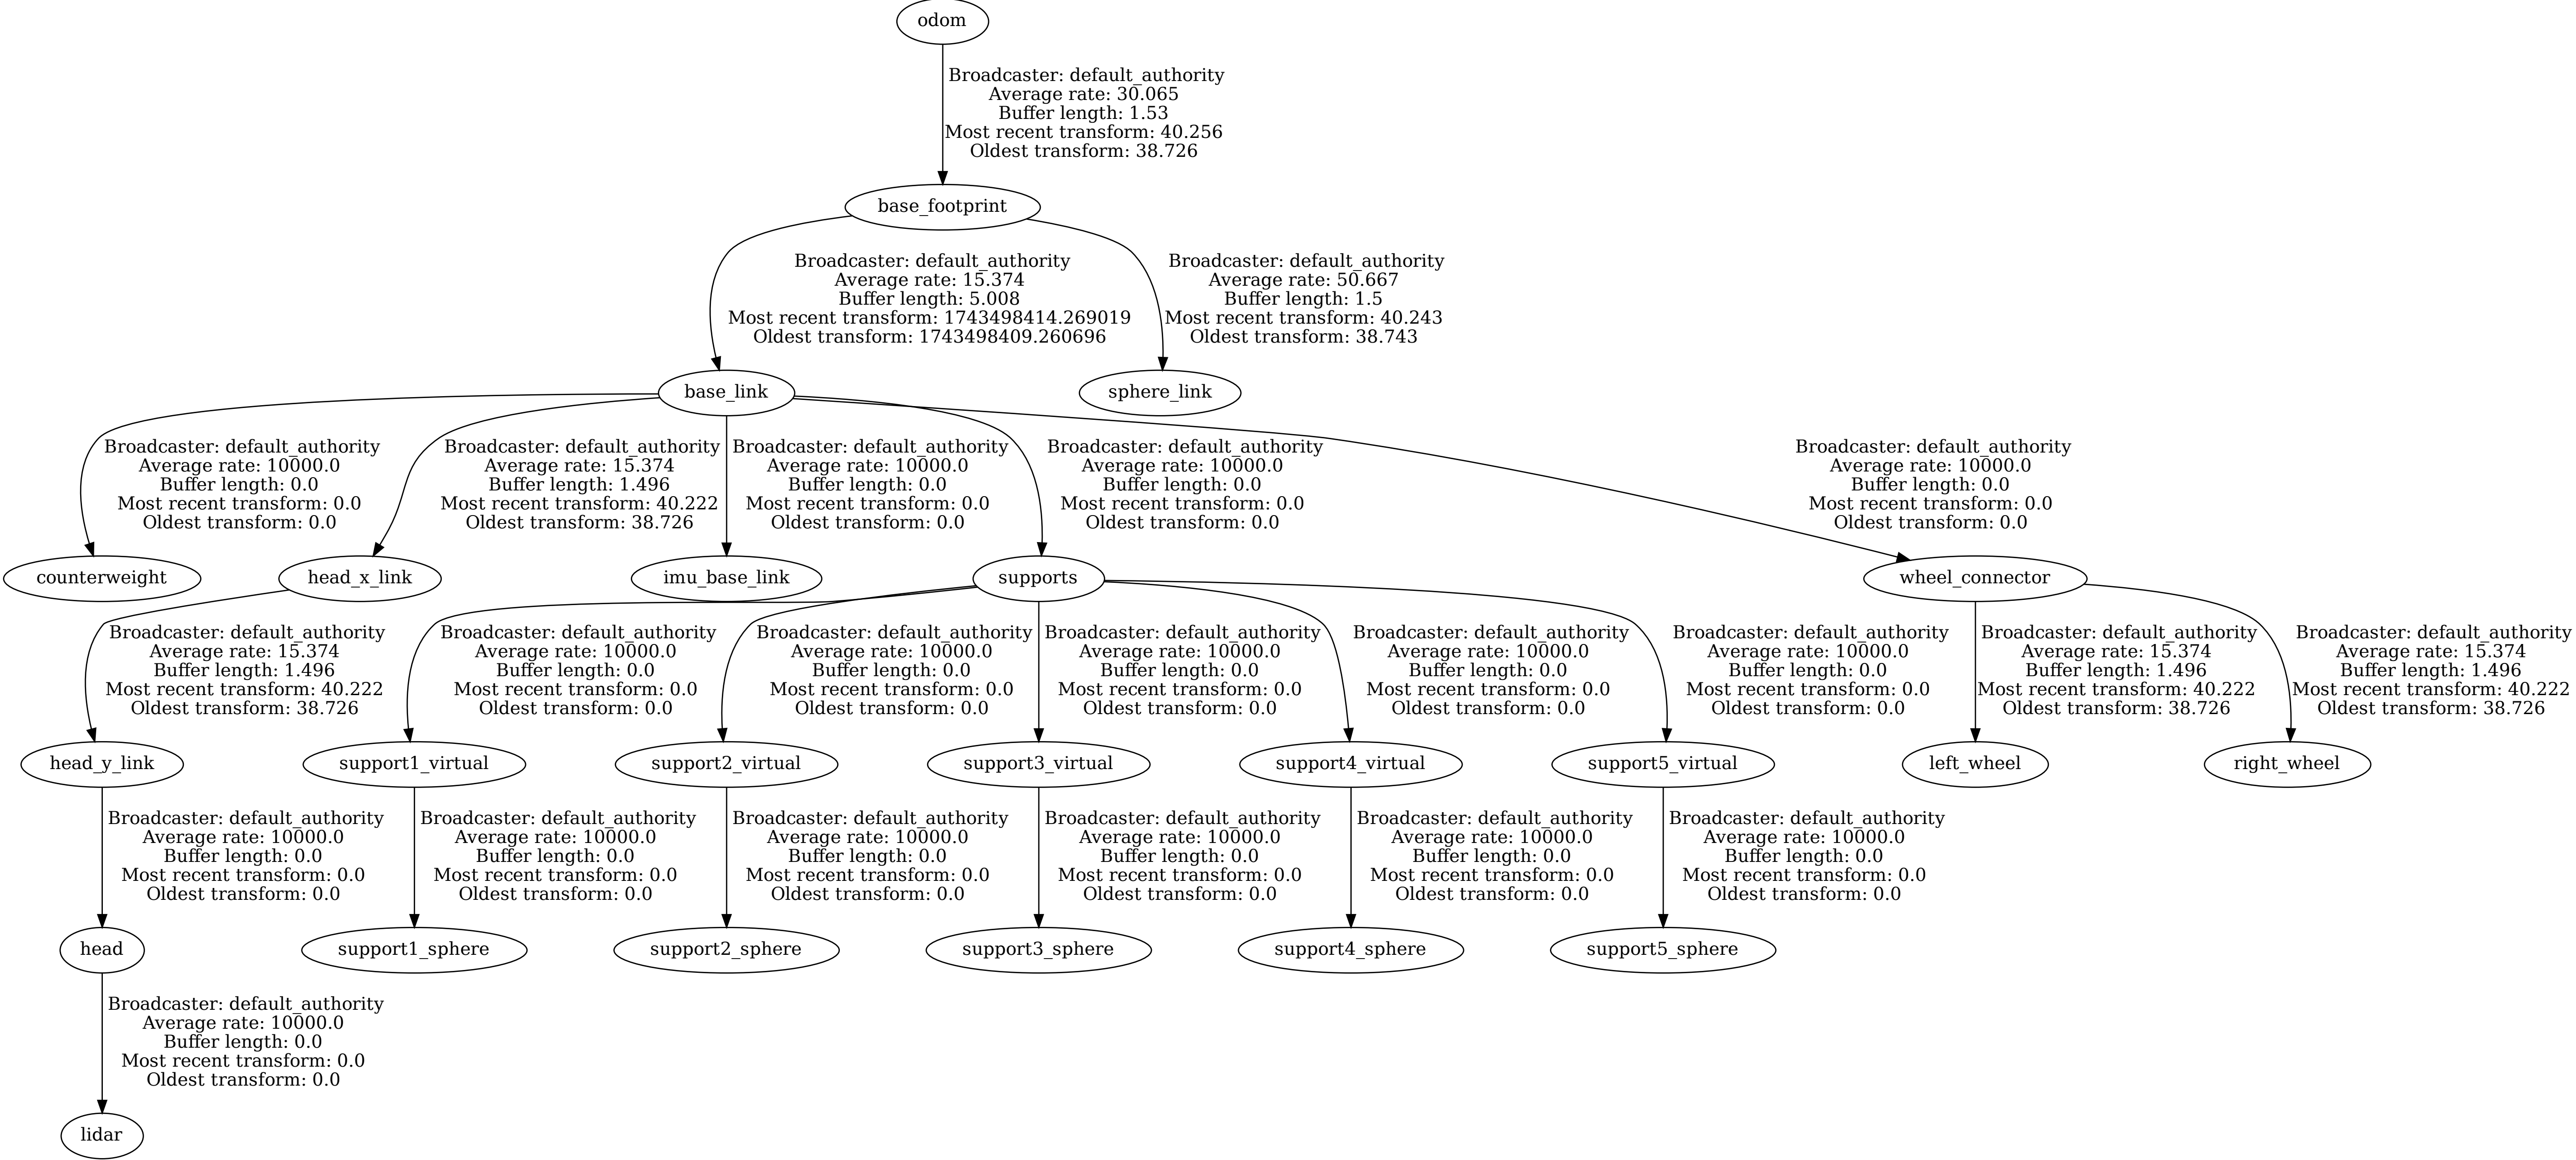 odom
Broadcaster: default_authority
Average rate: 30.065
Buffer length: 1.53
Most recent transform: 40.256
Oldest transform: 38.726
base_footprint
Broadcaster: default_authority
Average rate: 15.374
Buffer length: 5.008
Most recent transform: 1743498414.269019
Oldest transform: 1743498409.260696
Broadcaster: default_authority
Average rate: 50.667
Buffer length: 1.5
Most recent transform: 40.243
Oldest transform: 38.743
base_link
sphere_link
Broadcaster: default_authority
Average rate: 10000.0
Buffer length: 0.0
Most recent transform: 0.0
Oldest transform: 0.0
Broadcaster: default_authority
Average rate: 15.374
Buffer length: 1.496
Most recent transform: 40.222
Oldest transform: 38.726
Broadcaster: default_authority
Average rate: 10000.0
Buffer length: 0.0
Most recent transform: 0.0
Oldest transform: 0.0
Broadcaster: default_authority
Average rate: 10000.0
Buffer length: 0.0
Most recent transform: 0.0
Oldest transform: 0.0
Broadcaster: default_authority
Average rate: 10000.0
Buffer length: 0.0
Most recent transform: 0.0
Oldest transform: 0.0
counterweight
head_x_link
imu_base_link
supports
wheel_connector
Broadcaster: default_authority
Average rate: 15.374
Buffer length: 1.496
Most recent transform: 40.222
Oldest transform: 38.726
Broadcaster: default_authority
Average rate: 10000.0
Buffer length: 0.0
Most recent transform: 0.0
Oldest transform: 0.0
Broadcaster: default_authority
Average rate: 10000.0
Buffer length: 0.0
Most recent transform: 0.0
Oldest transform: 0.0
Broadcaster: default_authority
Average rate: 10000.0
Buffer length: 0.0
Most recent transform: 0.0
Oldest transform: 0.0
Broadcaster: default_authority
Average rate: 10000.0
Buffer length: 0.0
Most recent transform: 0.0
Oldest transform: 0.0
Broadcaster: default_authority
Average rate: 10000.0
Buffer length: 0.0
Most recent transform: 0.0
Oldest transform: 0.0
Broadcaster: default_authority
Average rate: 15.374
Buffer length: 1.496
Most recent transform: 40.222
Oldest transform: 38.726
Broadcaster: default_authority
Average rate: 15.374
Buffer length: 1.496
Most recent transform: 40.222
Oldest transform: 38.726
head_y_link
support1_virtual
support2_virtual
support3_virtual
support4_virtual
support5_virtual
left_wheel
right_wheel
Broadcaster: default_authority
Average rate: 10000.0
Buffer length: 0.0
Most recent transform: 0.0
Oldest transform: 0.0
Broadcaster: default_authority
Average rate: 10000.0
Buffer length: 0.0
Most recent transform: 0.0
Oldest transform: 0.0
Broadcaster: default_authority
Average rate: 10000.0
Buffer length: 0.0
Most recent transform: 0.0
Oldest transform: 0.0
Broadcaster: default_authority
Average rate: 10000.0
Buffer length: 0.0
Most recent transform: 0.0
Oldest transform: 0.0
Broadcaster: default_authority
Average rate: 10000.0
Buffer length: 0.0
Most recent transform: 0.0
Oldest transform: 0.0
Broadcaster: default_authority
Average rate: 10000.0
Buffer length: 0.0
Most recent transform: 0.0
Oldest transform: 0.0
head
support1_sphere
support2_sphere
support3_sphere
support4_sphere
support5_sphere
Broadcaster: default_authority
Average rate: 10000.0
Buffer length: 0.0
Most recent transform: 0.0
Oldest transform: 0.0
lidar